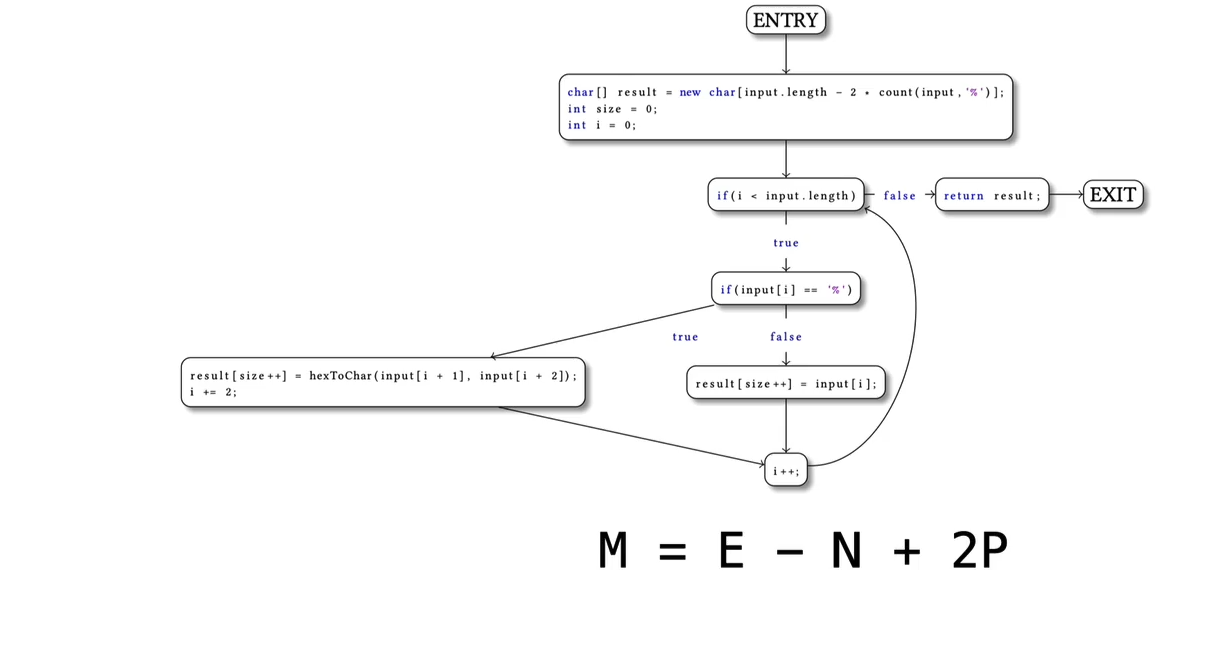 ENTRY
char[] result = new char[input.length - 2 * count(input,'%')];
int size = 0;
int i = 0;
if(i < input.length)
false
return result;
EXIT
true
if(input[i] == '%')
true
false
result[size++] = hexToChar(input[i + 1], input[i + 2]);
i += 2;
result[size++] = input[i];
i++;
M = E − N + 2P